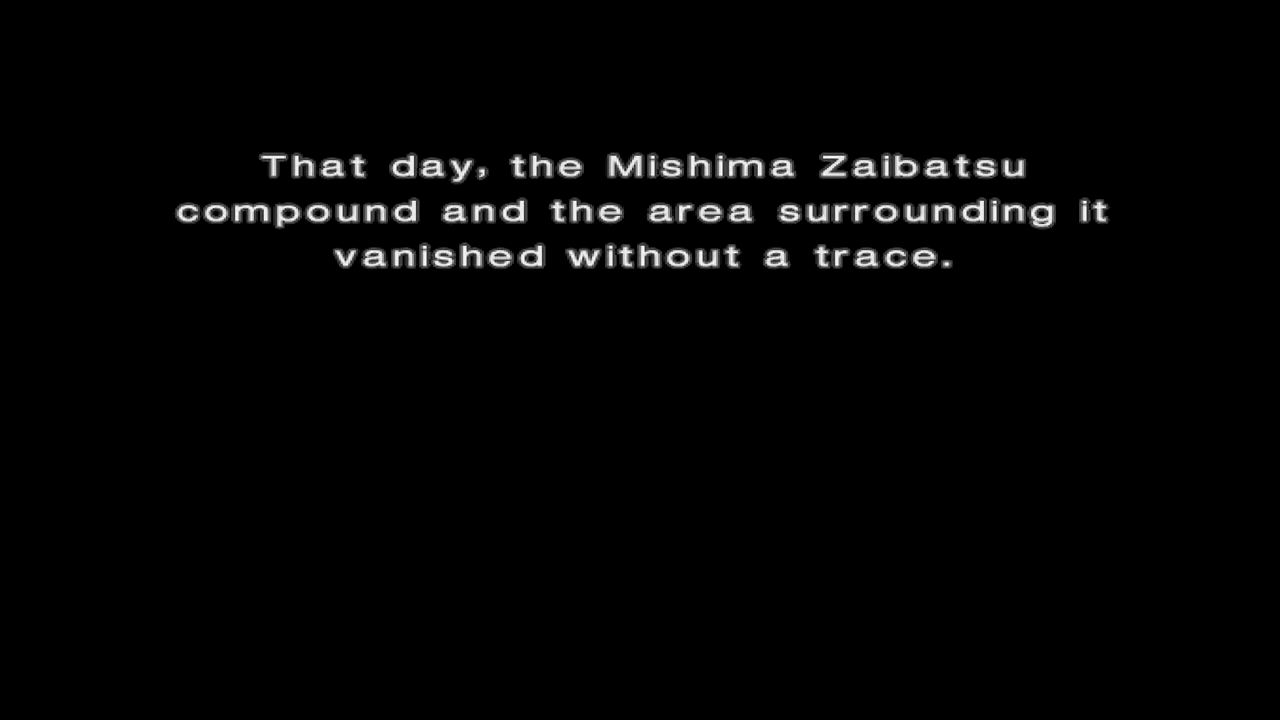 That day, the Mishima Zaibatsu
compound and the area surrounding it
vanished without a trace.